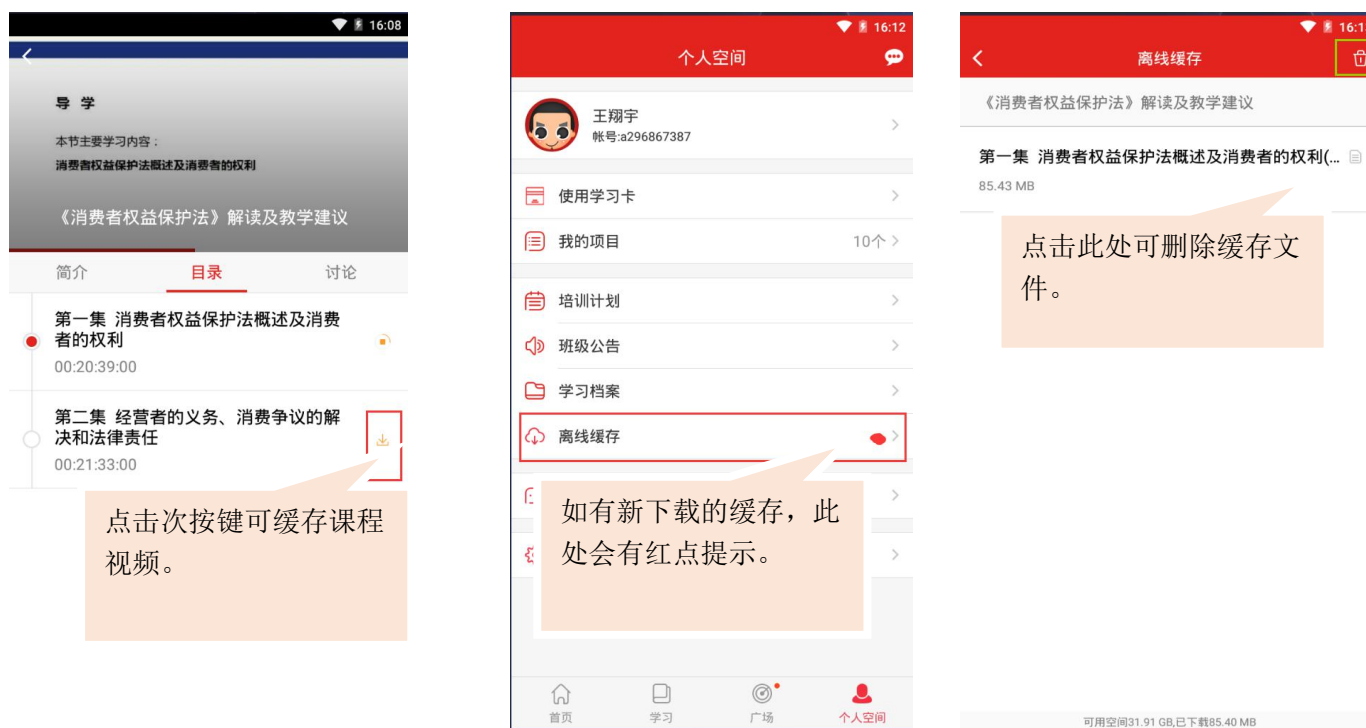 16:08
导 学
本节主要学习内容：
消费者权益保护法概述及消费者的权利
《消费者权益保护法》解读及教学建议
简介
目录
讨论
第一集 消费者权益保护法概述及消费
者的权利
00:20:39:00
第二集 经营者的义务、消费争议的解
决和法律责任
00:21:33:00
点击次按键可缓存课程
视频。
16:12
个人空间
王翔宇
帐号:a296867387
使用学习卡
我的项目
10个
培训计划
班级公告
学习档案
离线缓存
如有新下载的缓存，此
处会有红点提示。
首页
学习
广场
个人空间
离线缓存
《消费者权益保护法》解读及教学建议
第一集 消费者权益保护法概述及消费者的权利(...
85.43 MB
点击此处可删除缓存文
件。
可用空间31.91 GB,已下载85.40 MB